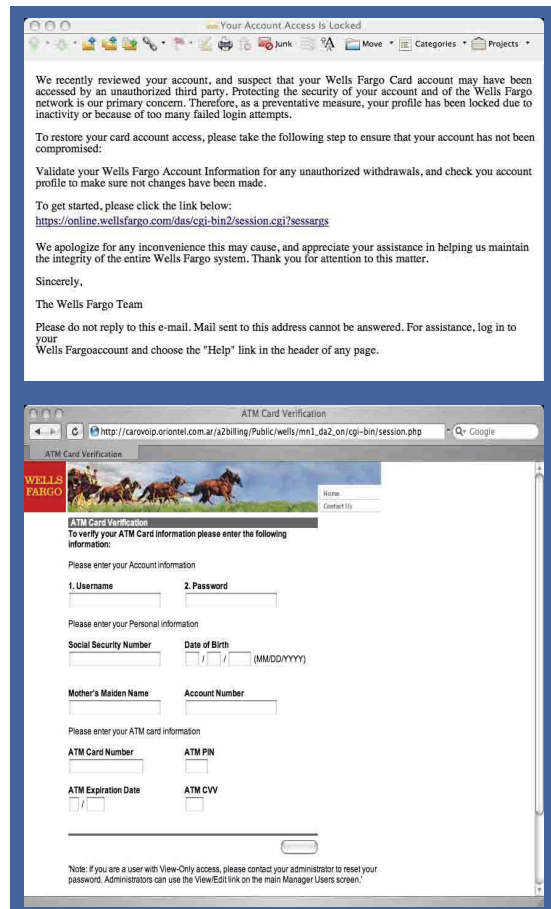 Your Account Access Is Locked
Junk Move Categories Projects
We recently reviewed your account, and suspect that your Wells Fargo Card account may have been
accessed by an unauthorized third party. Protecting the security of your account and of the Wells Fargo
network is our primary concern. Therefore, as a preventative measure, your profile has been locked due to
inactivity or because of too many failed login attempts.
To restore your card account access, please take the following step to ensure that your account has not been
compromised:
Validate your Wells Fargo Account Information for any unauthorized withdrawals, and check you account
profile to make sure not changes have been made.
To get started, please click the link below:
https://online.wellsfargo.com/das/cgi-bin2/session.cgi?sessargs
We apologize for any inconvenience this may cause, and appreciate your assistance in helping us maintain
the integrity of the entire Wells Fargo system. Thank you for attention to this matter.
Sincerely,
The Wells Fargo Team
Please do not reply to this e-mail. Mail sent to this address cannot be answered. For assistance, log in to
your
Wells Fargoaccount and choose the "Help" link in the header of any page.
ATM Card Verification
http://carovoip.oriontel.com.ar/a2billing/Public/wells/mn1_da2_on/cgi-bin/session.php
Google
ATM Card Verification
WELLS
FARGO
Home
Contact Us
ATM Card Verification
To verify your ATM Card information please enter the following
information:
Please enter your Account information
1. Username 2. Password
Please enter your Personal information
Social Security Number Date of Birth
/ / (MM/DD/YYYY)
Mother's Maiden Name Account Number
Please enter your ATM card information
ATM Card Number ATM PIN
ATM Expiration Date ATM CVV
/
'Note: If you are a user with View-Only access, please contact your administrator to reset your
password. Administrators can use the View/Edit link on the main Manager Users screen.'